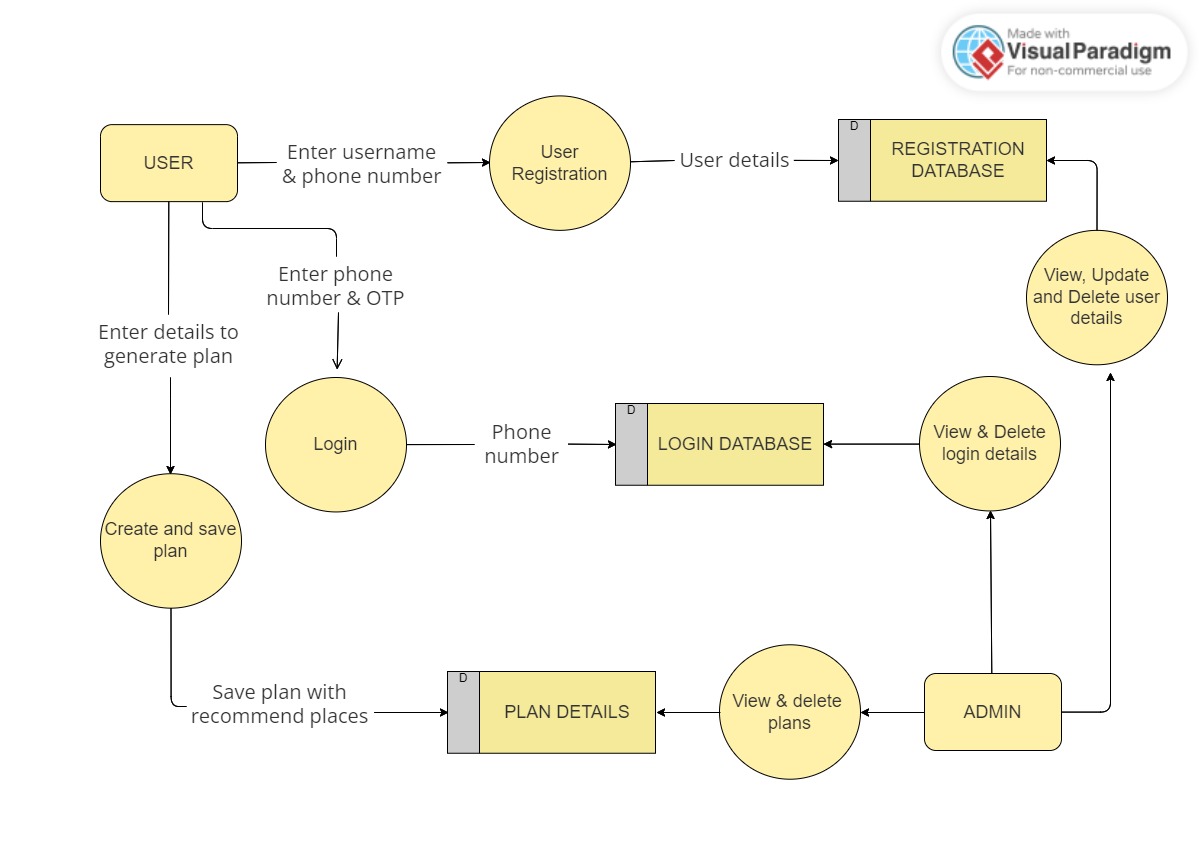 Made with
Visual Paradigm
For non-commercial use
USER
Enter username
& phone number
User
Registration
User details
D
REGISTRATION
DATABASE
Enter phone
number & OTP
View, Update
and Delete user
details
Enter details to
generate plan
Login
Phone
number
D
LOGIN DATABASE
View & Delete
login details
Create and save
plan
Save plan with
recommend places
D
PLAN DETAILS
View & delete
plans
ADMIN